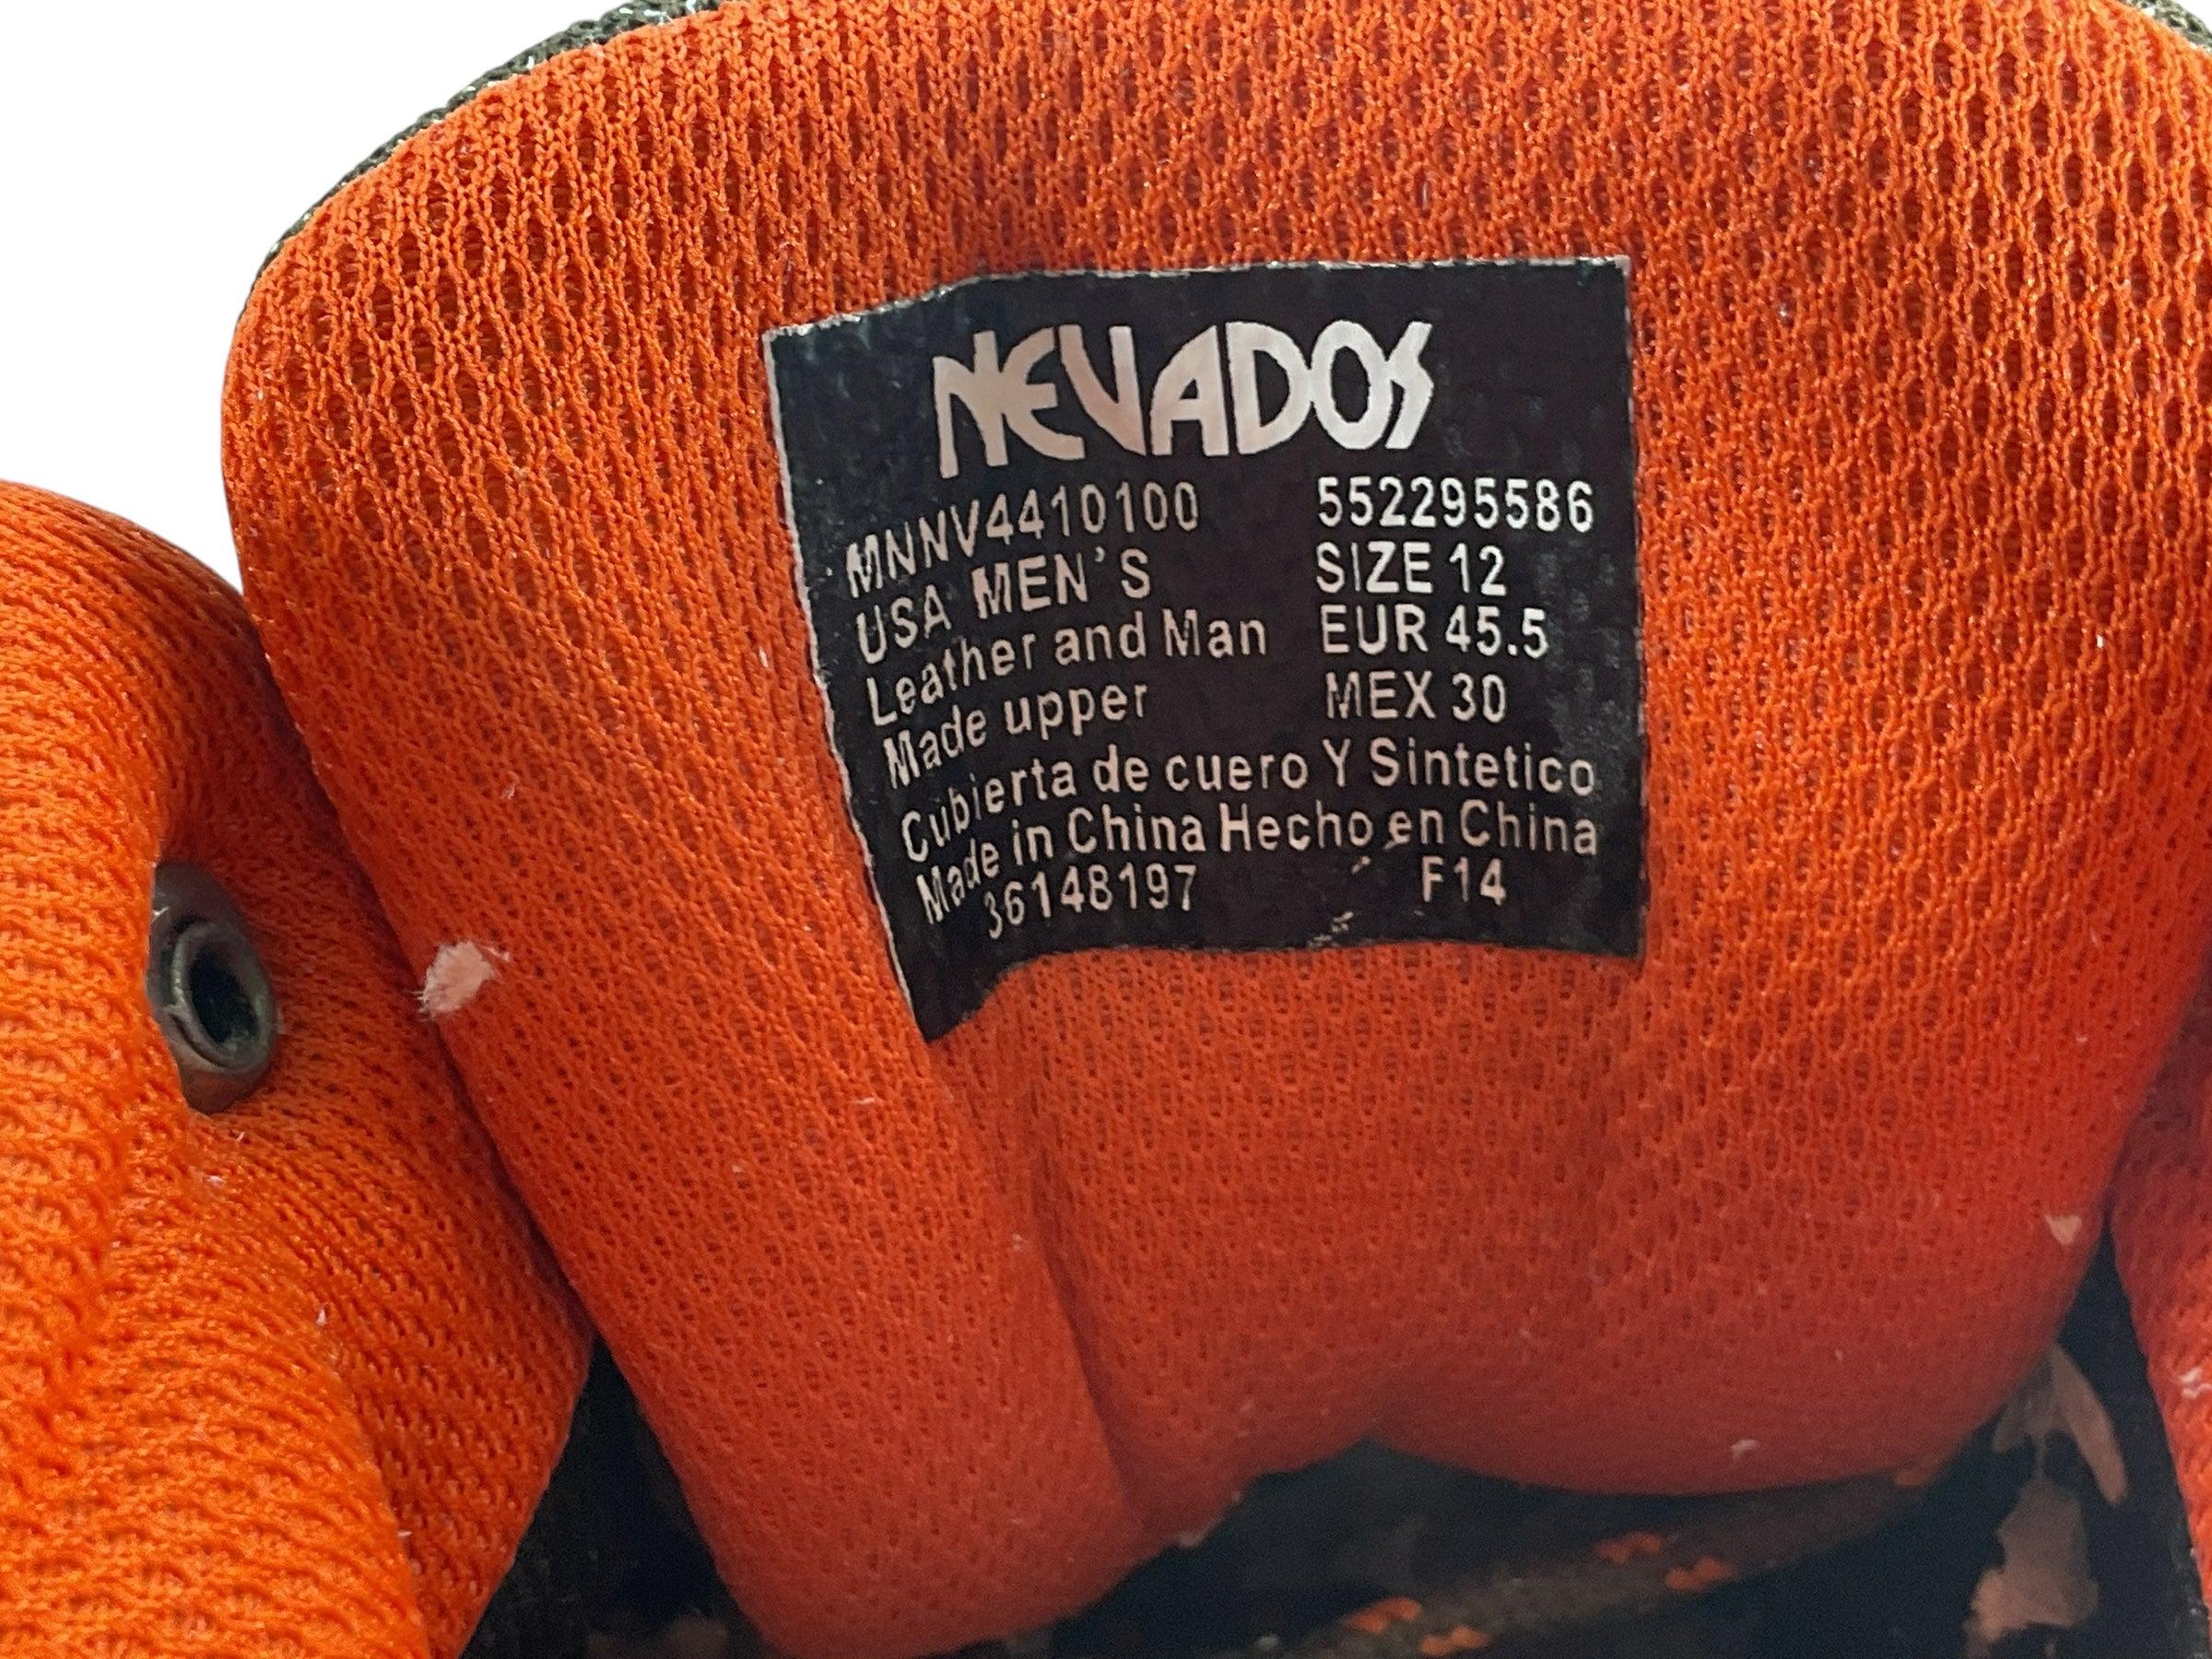 NEVADOS
MNNV4410100 552295586
USA MEN'S SIZE 12
Leather and Man EUR 45.5
Made upper MEX 30
Cubierta de cuero Y Sintetico
Made in China Hecho en China
36148197 F14